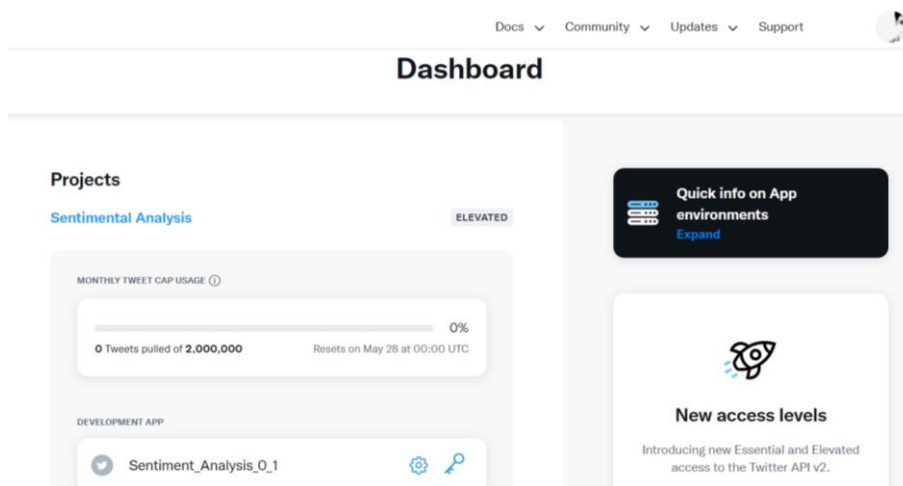 Docs Community Updates Support
Dashboard
Projects
Sentimental Analysis ELEVATED
MONTHLY TWEET CAP USAGE
0%
0 Tweets pulled of 2,000,000 Resets on May 28 at 00:00 UTC
DEVELOPMENT APP
Sentiment_Analysis_0_1
Quick info on App
environments
Expand
New access levels
Introducing new Essential and Elevated
access to the Twitter API v2.